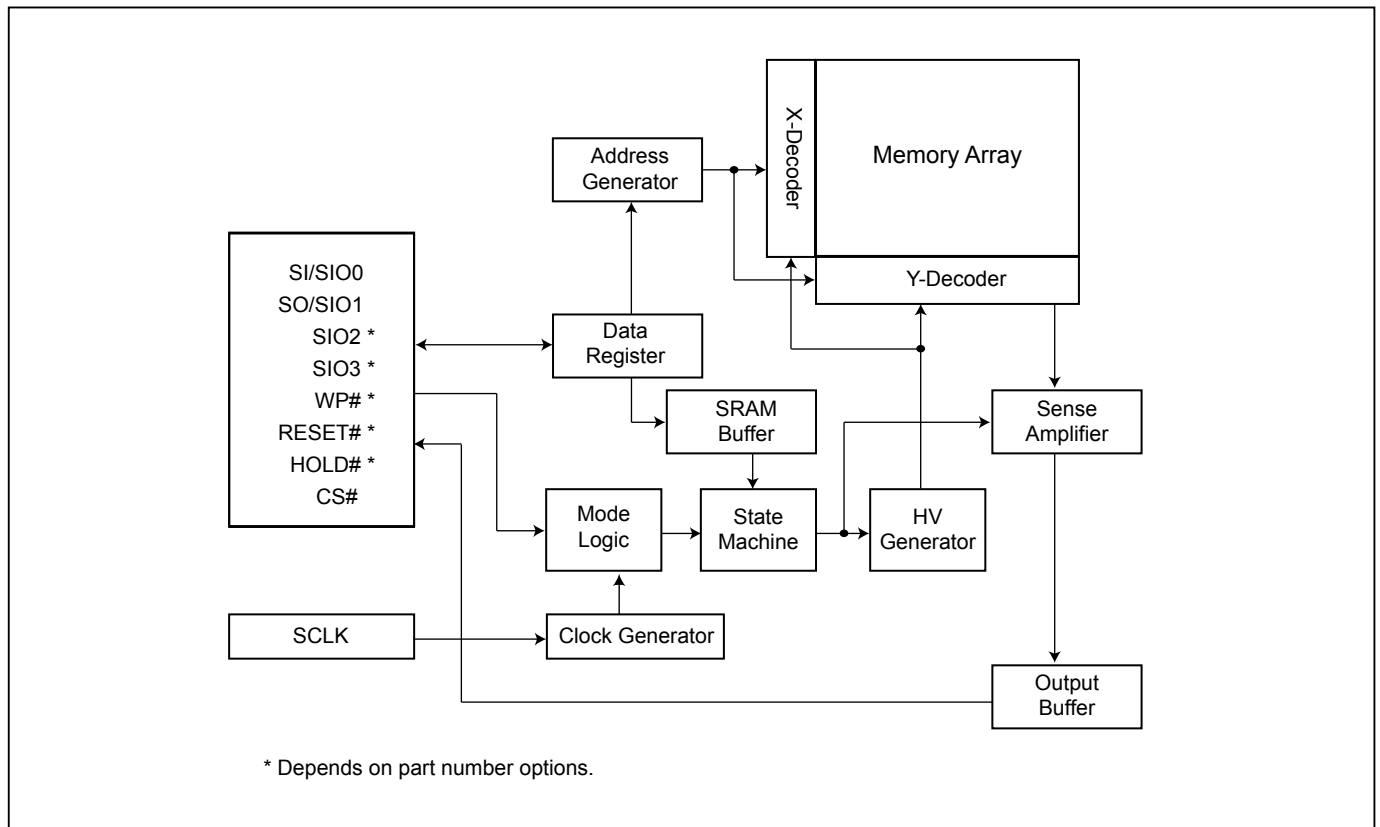 X-Decoder
Memory Array
Address
Generator
Y-Decoder
SI/SIO0
SO/SIO1
SIO2 *
SIO3 *
WP# *
RESET# *
HOLD# *
CS#
Data
Register
SRAM
Buffer
Sense
Amplifier
Mode
Logic
State
Machine
HV
Generator
SCLK
Clock Generator
Output
Buffer
* Depends on part number options.